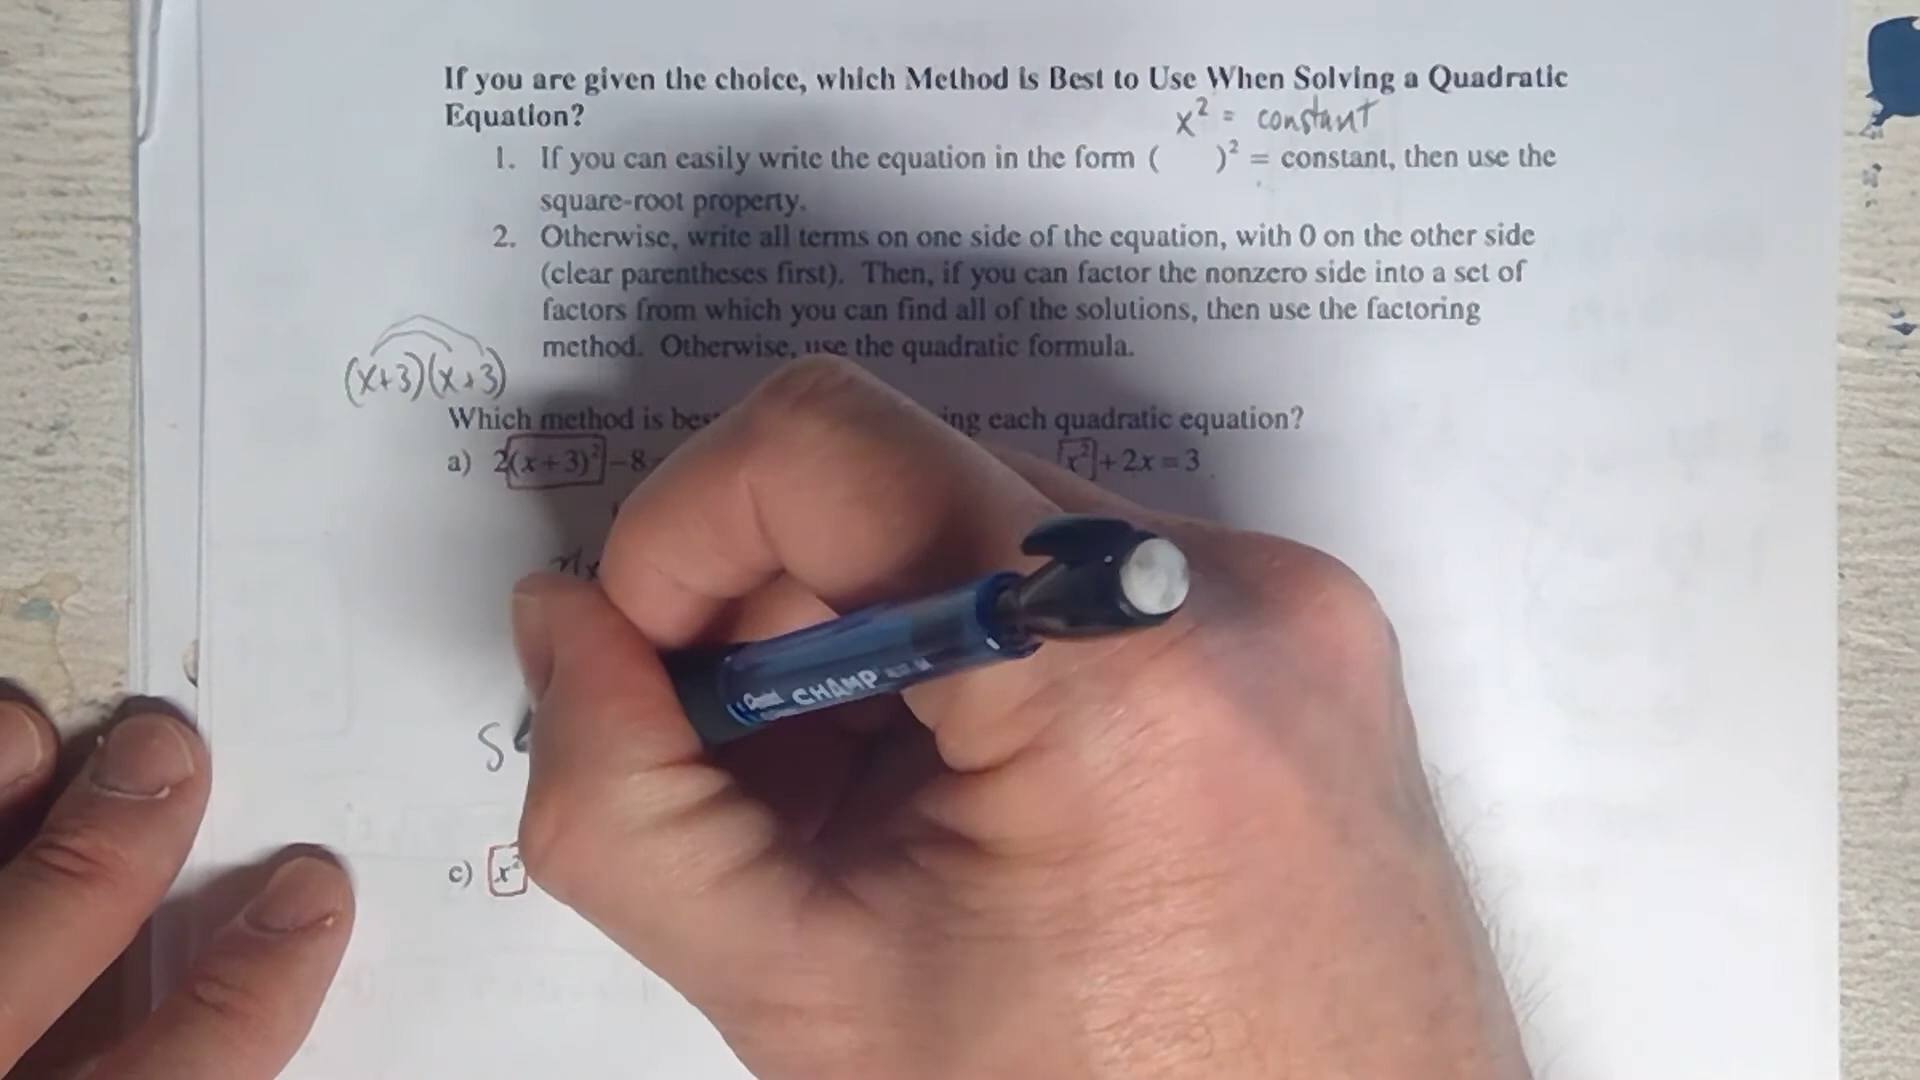 If you are given the choice, which Method is Best to Use When Solving a Quadratic
Equation?
x² = constant
1. If you can easily write the equation in the form ( )² = constant, then use the
square-root property.
2. Otherwise, write all terms on one side of the equation, with 0 on the other side
(clear parentheses first). Then, if you can factor the nonzero side into a set of
factors from which you can find all of the solutions, then use the factoring
method. Otherwise, use the quadratic formula.
(x+3)(x+3)
Which method is ing each quadratic equation?
a) 2(x+3)²-8
x²+2x=3
Pentel CHAMP
S
c) x²